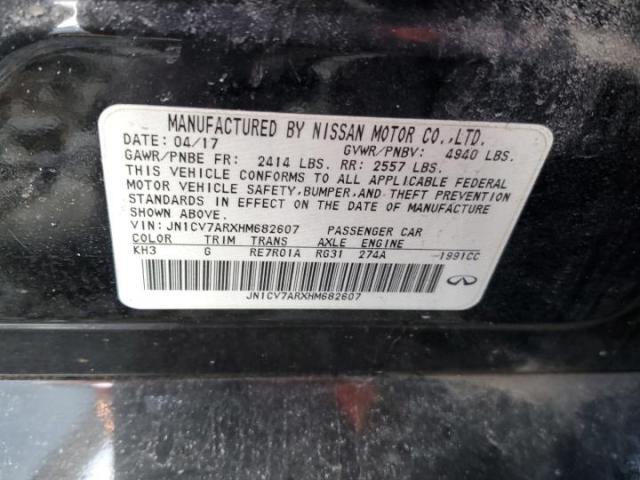 MANUFACTURED BY NISSAN MOTOR CO.,LTD.
DATE: 04/17 GVWR/PNBV: 4940 LBS.
GAWR/PNBE FR: 2414 LBS. RR: 2557 LBS.
THIS VEHICLE CONFORMS TO ALL APPLICABLE FEDERAL
MOTOR VEHICLE SAFETY, BUMPER, AND THEFT PREVENTION
STANDARDS IN EFFECT ON THE DATE OF MANUFACTURE
SHOWN ABOVE.
VIN: JN1CV7ARXHM682607 PASSENGER CAR
COLOR TRIM TRANS AXLE ENGINE
KH3 G RE7R01A RG31 274A -1991CC
JN1CV7ARXHM682607